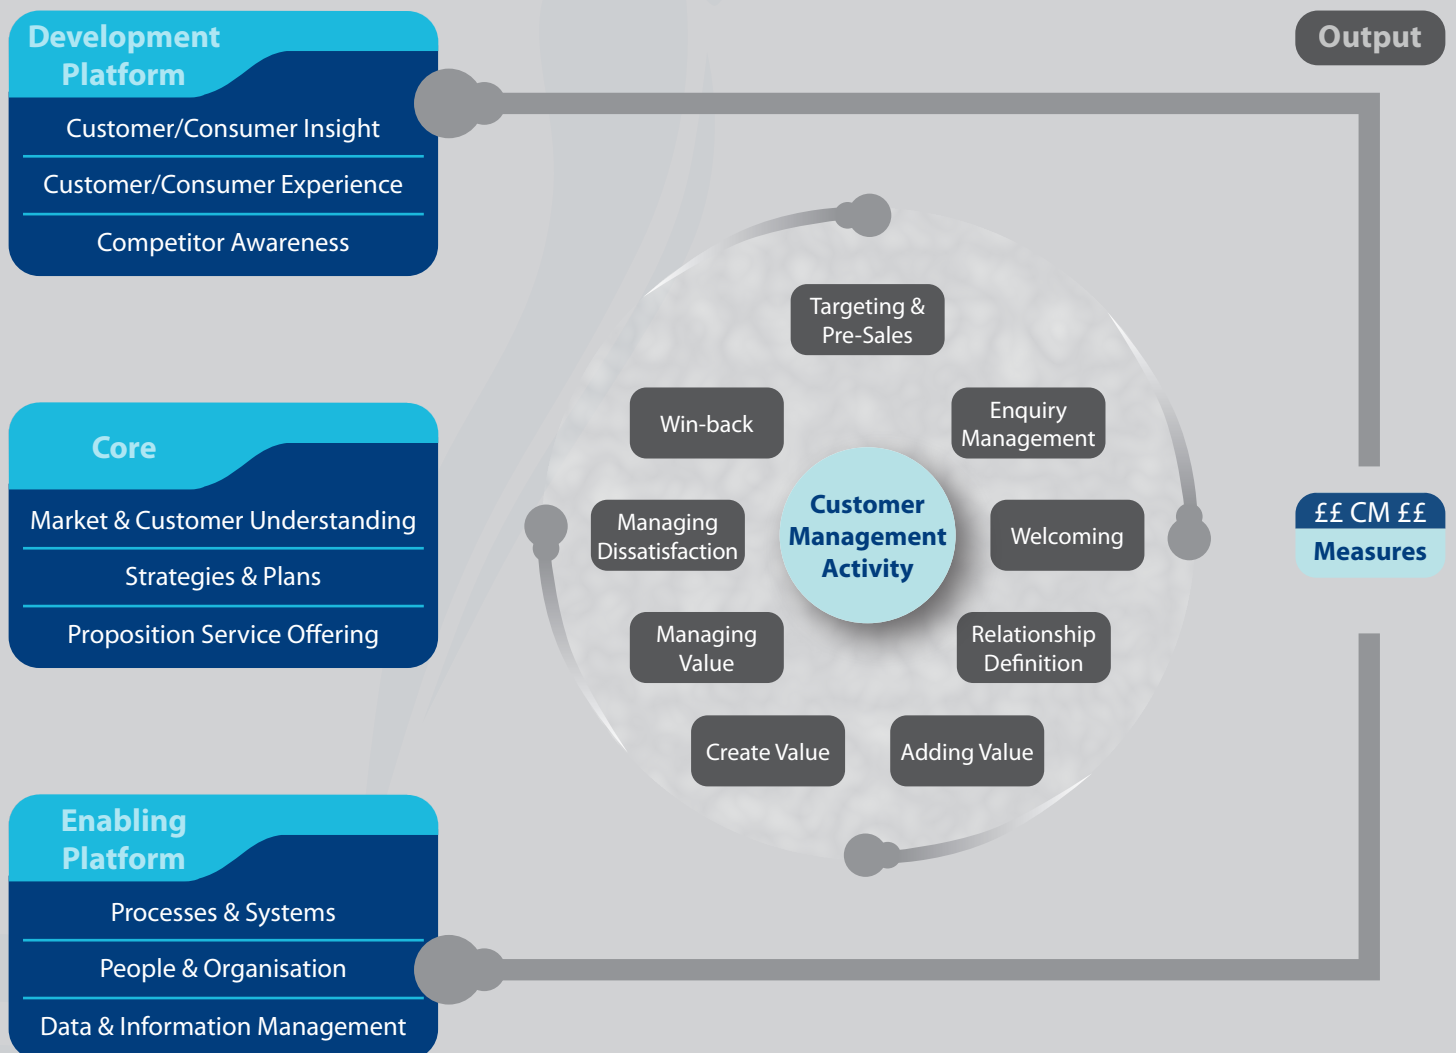 Development
Platform
Customer/Consumer Insight
Customer/Consumer Experience
Competitor Awareness
Core
Market & Customer Understanding
Strategies & Plans
Proposition Service Offering
Enabling
Platform
Processes & Systems
People & Organisation
Data & Information Management
Targeting &
Pre-Sales
Enquiry
Management
Welcoming
Relationship
Definition
Adding Value
Create Value
Managing
Value
Managing
Dissatisfaction
Win-back
Customer
Management
Activity
Output
££ CM ££
Measures